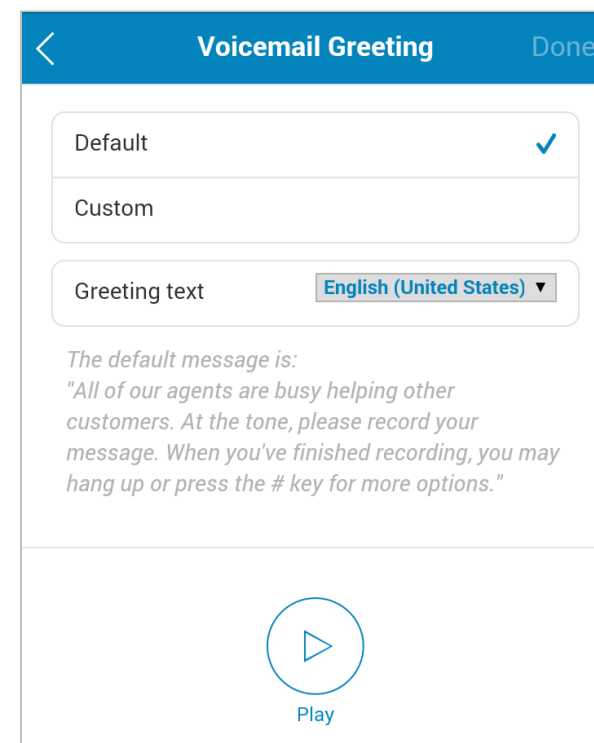 Voicemail Greeting Done
Default
Custom
Greeting text English (United States)
The default message is:
"All of our agents are busy helping other
customers. At the tone, please record your
message. When you've finished recording, you may
hang up or press the # key for more options."
Play